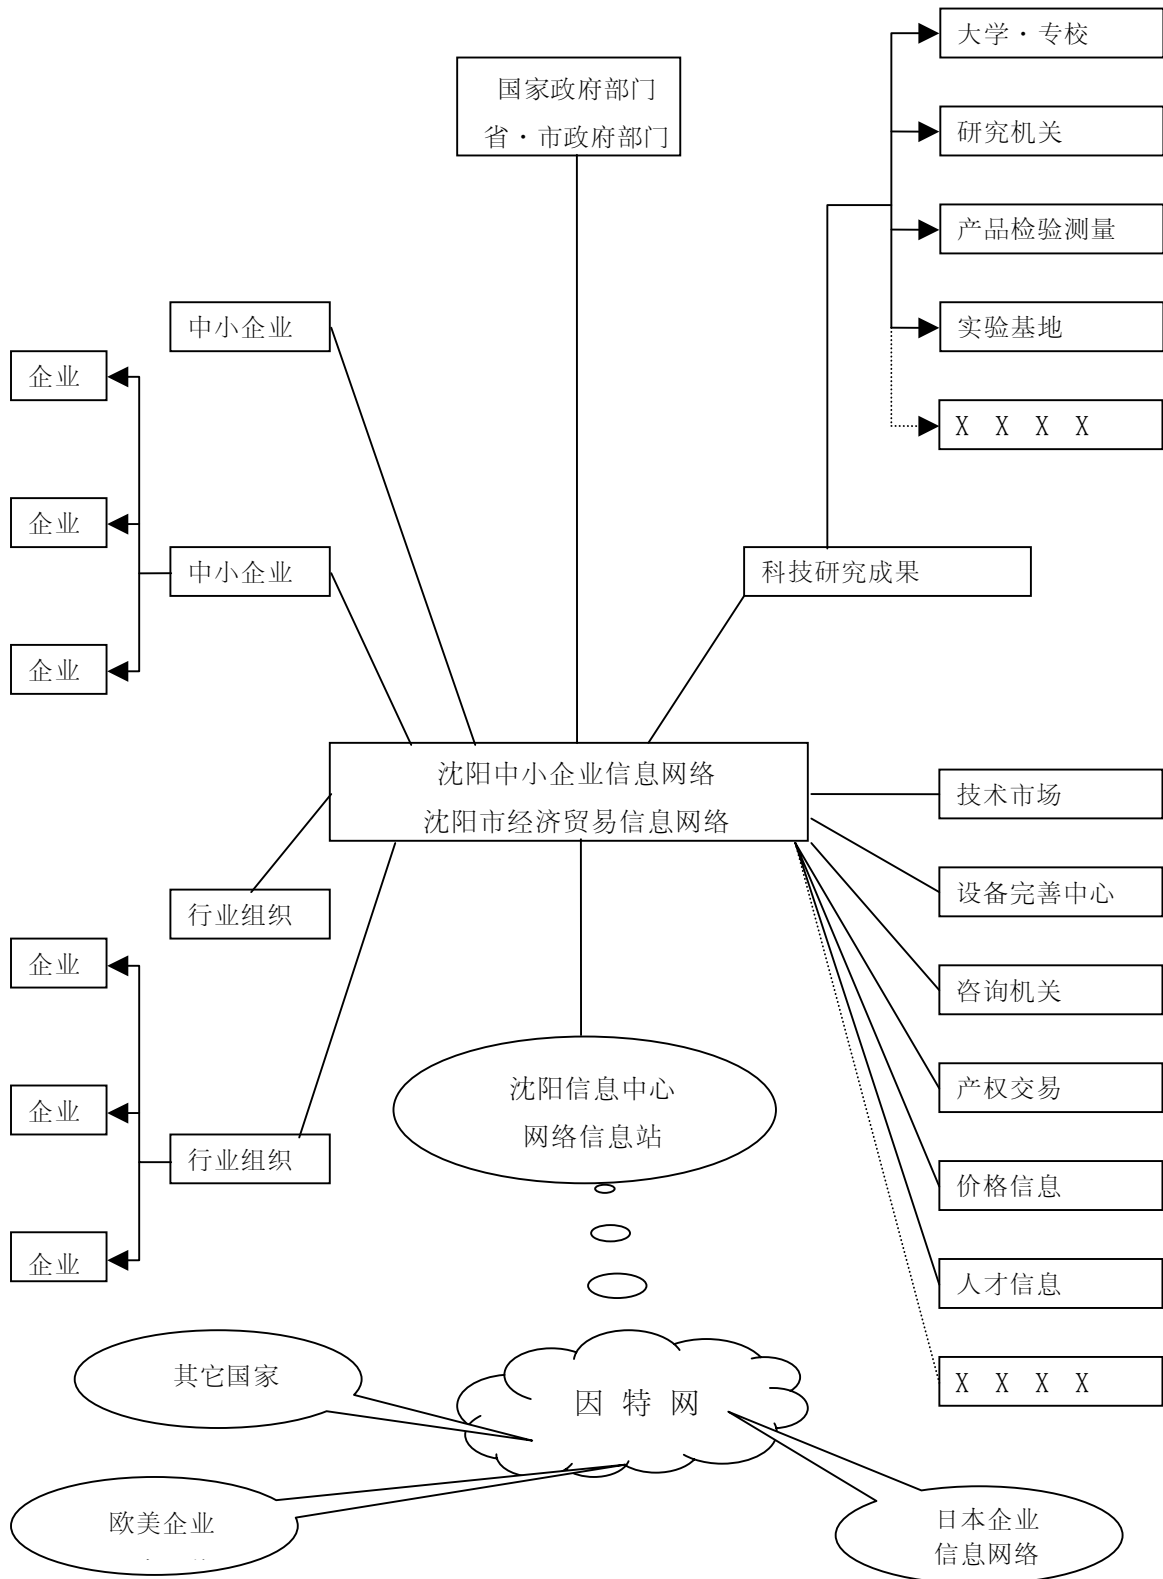 大学·专校
国家政府部门
省·市政府部门
研究机关
产品检验测量
中小企业
实验基地
企业
X X X X
企业
中小企业
科技研究成果
企业
沈阳中小企业信息网络
沈阳市经济贸易信息网络
技术市场
行业组织
设备完善中心
企业
咨询机关
沈阳信息中心
网络信息站
企业
产权交易
行业组织
价格信息
企业
人才信息
其它国家
因特网
X X X X
欧美企业
日本企业
信息网络